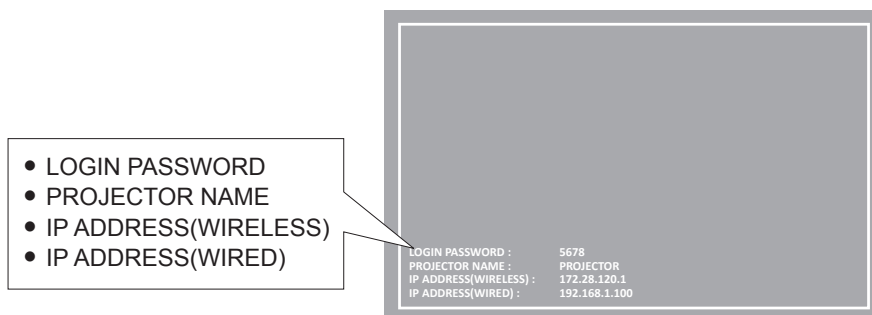 ● LOGIN PASSWORD
● PROJECTOR NAME
● IP ADDRESS(WIRELESS)
● IP ADDRESS(WIRED)
LOGIN PASSWORD : 5678
PROJECTOR NAME : PROJECTOR
IP ADDRESS(WIRELESS) : 172.28.120.1
IP ADDRESS(WIRED) : 192.168.1.100